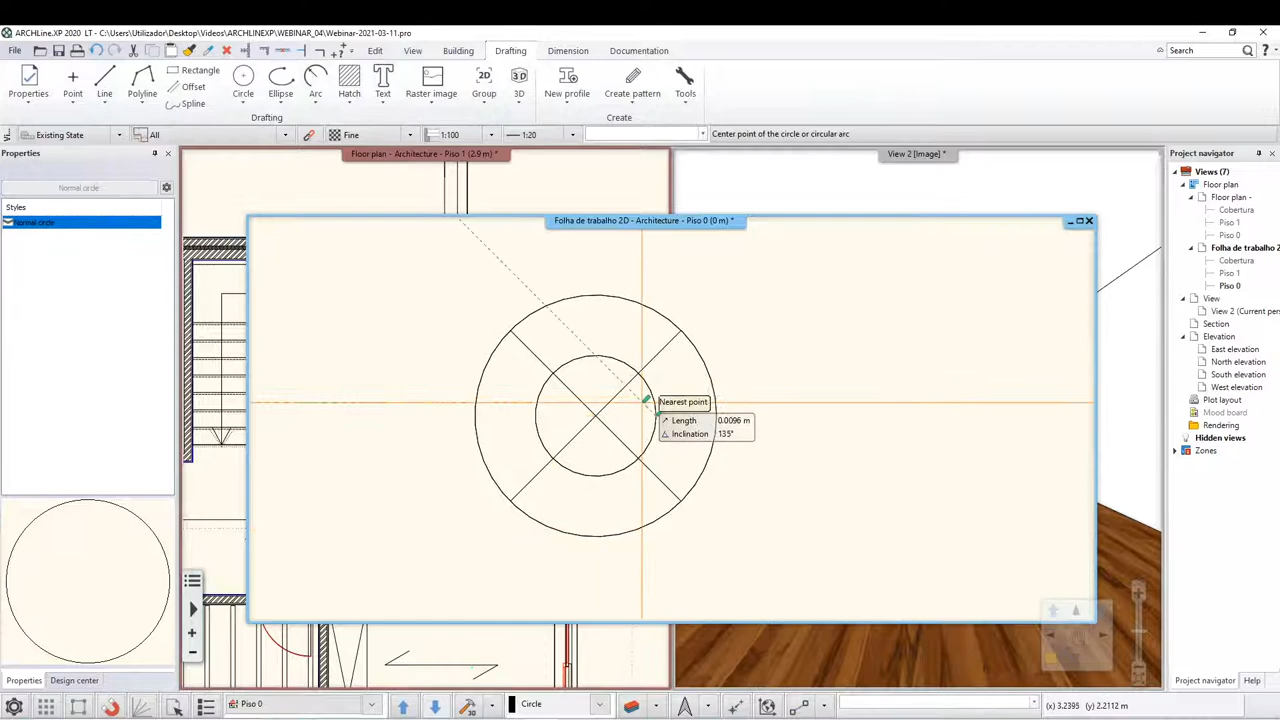 ARCHLine.XP 2020 LT - C:\Users\Utilizador\Desktop\Videos\ARCHLINEXP\WEBINAR_04\Webinar-2021-03-11.pro
File Edit View Building Drafting Dimension Documentation Search
Properties Point Line Polyline Rectangle Offset Spline Circle Ellipse Arc Hatch Text Raster image Group 3D New profile Create pattern Tools
Drafting Create
Existing State All Fine 1:100 1:20 Center point of the circle or circular arc
Properties
Normal circle
Styles
Normal circle
Floor plan - Architecture - Piso 1 (2.9 m) *
View 2 [Image] *
Folha de trabalho 2D - Architecture - Piso 0 (0 m) *
Nearest point
Length 0.0096 m
Inclination 135°
Project navigator
Views (7)
Floor plan
Floor plan -
Cobertura
Piso 1
Piso 0
Folha de trabalho 2
Cobertura
Piso 1
Piso 0
View
View 2 (Current per
Section
Elevation
East elevation
North elevation
South elevation
West elevation
Plot layout
Mood board
Rendering
Hidden views
Zones
Properties Design center
Project navigator Help
Piso 0 Circle (x) 3.2395 (y) 2.2112 m